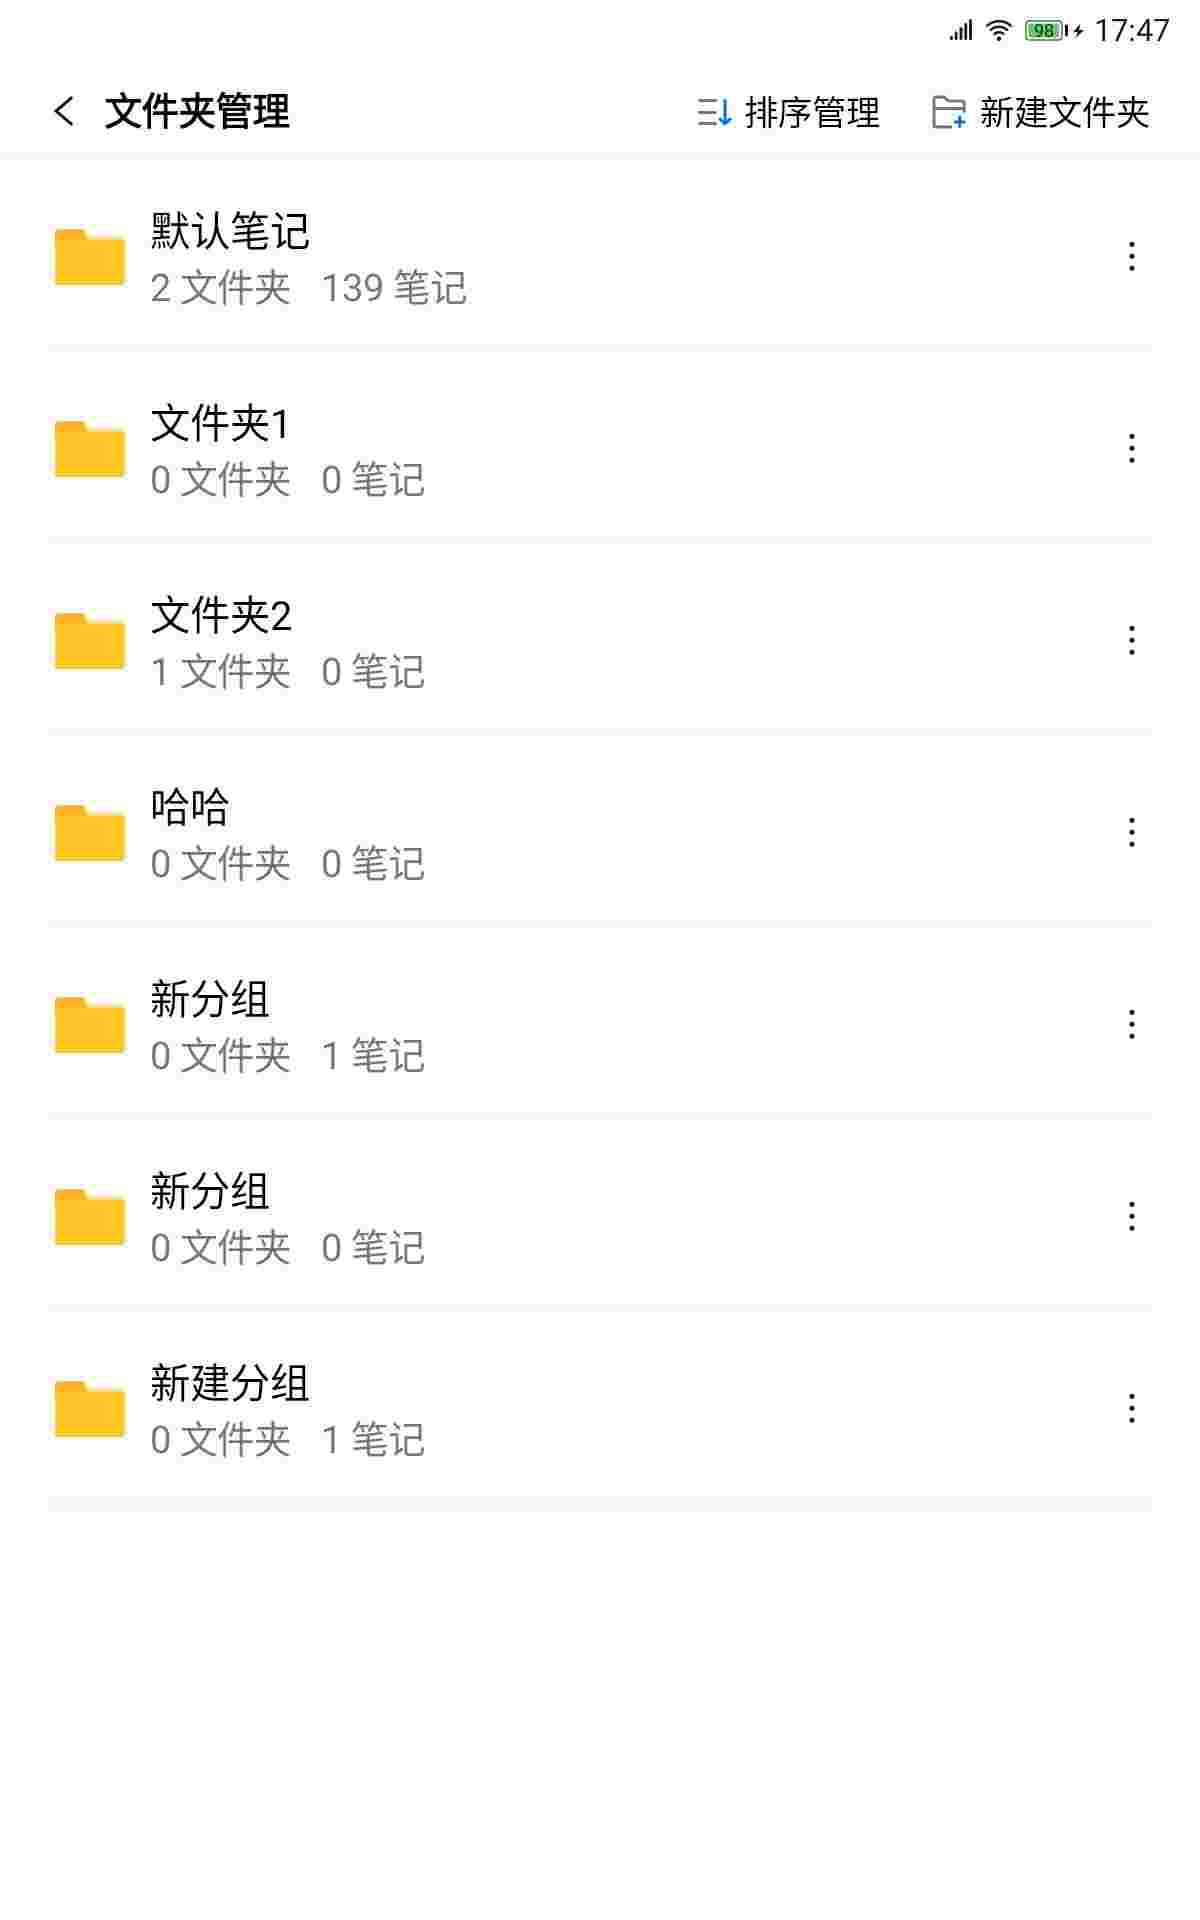 98 17:47
文件夹管理 排序管理 新建文件夹
默认笔记
2 文件夹 139 笔记
文件夹1
0 文件夹 0 笔记
文件夹2
1 文件夹 0 笔记
哈哈
0 文件夹 0 笔记
新分组
0 文件夹 1 笔记
新分组
0 文件夹 0 笔记
新建分组
0 文件夹 1 笔记